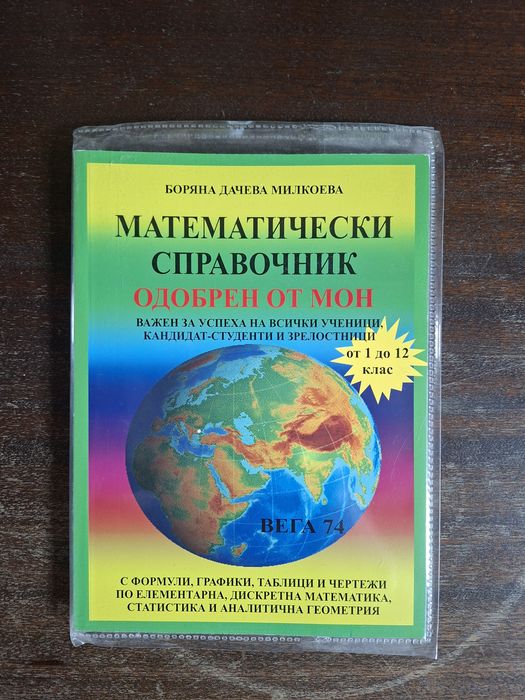 БОРЯНА ДАЧЕВА МИЛКОЕВА
МАТЕМАТИЧЕСКИ
СПРАВОЧНИК
ОДОБРЕН ОТ МОН
ВАЖЕН ЗА УСПЕХА НА ВСИЧКИ УЧЕНИЦИ,
КАНДИДАТ-СТУДЕНТИ И ЗРЕЛОСТНИЦИ
от 1 до 12
клас
ВЕГА 74
С ФОРМУЛИ, ГРАФИКИ, ТАБЛИЦИ И ЧЕРТЕЖИ
ПО ЕЛЕМЕНТАРНА, ДИСКРЕТНА МАТЕМАТИКА,
СТАТИСТИКА И АНАЛИТИЧНА ГЕОМЕТРИЯ